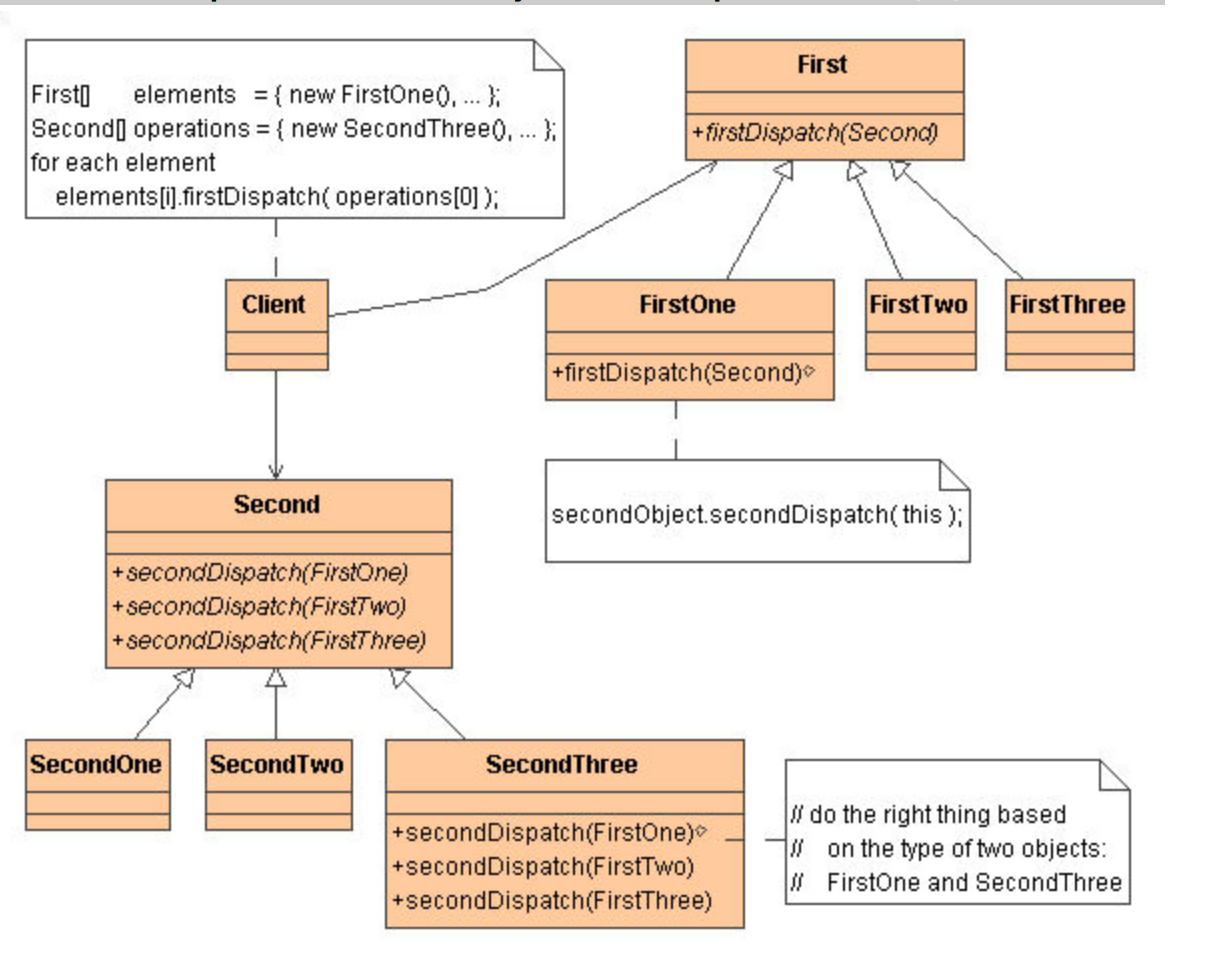 First[] elements = { new FirstOne(), ... };
Second[] operations = { new SecondThree(), ... };
for each element
elements[i].firstDispatch( operations[0] );
First
+firstDispatch(Second)
Client
FirstOne
+firstDispatch(Second)
FirstTwo
FirstThree
secondObject.secondDispatch( this );
Second
+secondDispatch(FirstOne)
+secondDispatch(FirstTwo)
+secondDispatch(FirstThree)
SecondOne
SecondTwo
SecondThree
+secondDispatch(FirstOne)
+secondDispatch(FirstTwo)
+secondDispatch(FirstThree)
// do the right thing based
// on the type of two objects:
// FirstOne and SecondThree